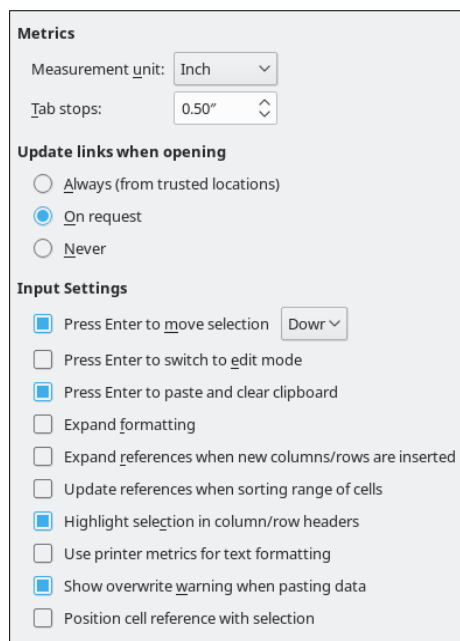 Metrics
Measurement unit: Inch
Tab stops: 0.50″
Update links when opening
Always (from trusted locations)
On request
Never
Input Settings
Press Enter to move selection Dowr
Press Enter to switch to edit mode
Press Enter to paste and clear clipboard
Expand formatting
Expand references when new columns/rows are inserted
Update references when sorting range of cells
Highlight selection in column/row headers
Use printer metrics for text formatting
Show overwrite warning when pasting data
Position cell reference with selection